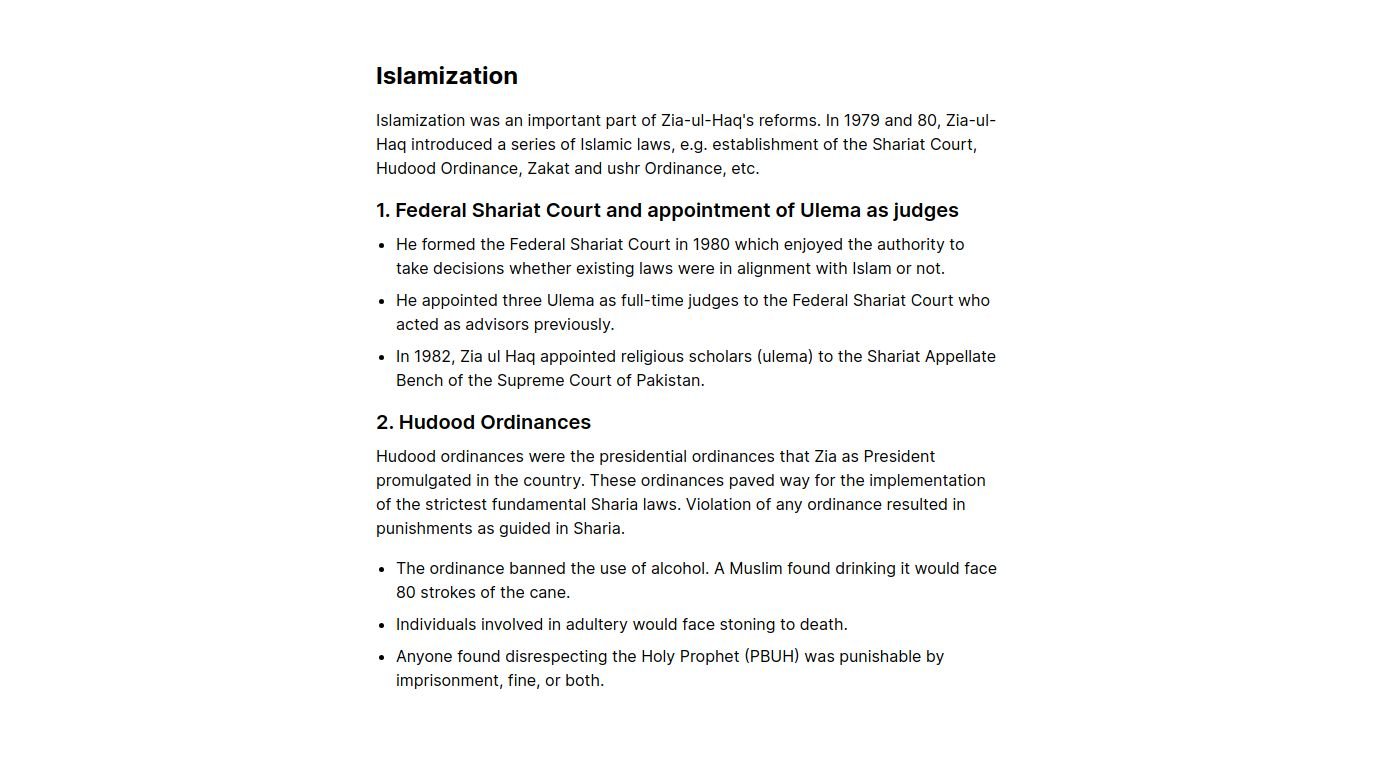 Islamization
Islamization was an important part of Zia-ul-Haq's reforms. In 1979 and 80, Zia-ul-
Haq introduced a series of Islamic laws, e.g. establishment of the Shariat Court,
Hudood Ordinance, Zakat and ushr Ordinance, etc.
1. Federal Shariat Court and appointment of Ulema as judges
• He formed the Federal Shariat Court in 1980 which enjoyed the authority to
take decisions whether existing laws were in alignment with Islam or not.
• He appointed three Ulema as full-time judges to the Federal Shariat Court who
acted as advisors previously.
• In 1982, Zia ul Haq appointed religious scholars (ulema) to the Shariat Appellate
Bench of the Supreme Court of Pakistan.
2. Hudood Ordinances
Hudood ordinances were the presidential ordinances that Zia as President
promulgated in the country. These ordinances paved way for the implementation
of the strictest fundamental Sharia laws. Violation of any ordinance resulted in
punishments as guided in Sharia.
• The ordinance banned the use of alcohol. A Muslim found drinking it would face
80 strokes of the cane.
• Individuals involved in adultery would face stoning to death.
• Anyone found disrespecting the Holy Prophet (PBUH) was punishable by
imprisonment, fine, or both.